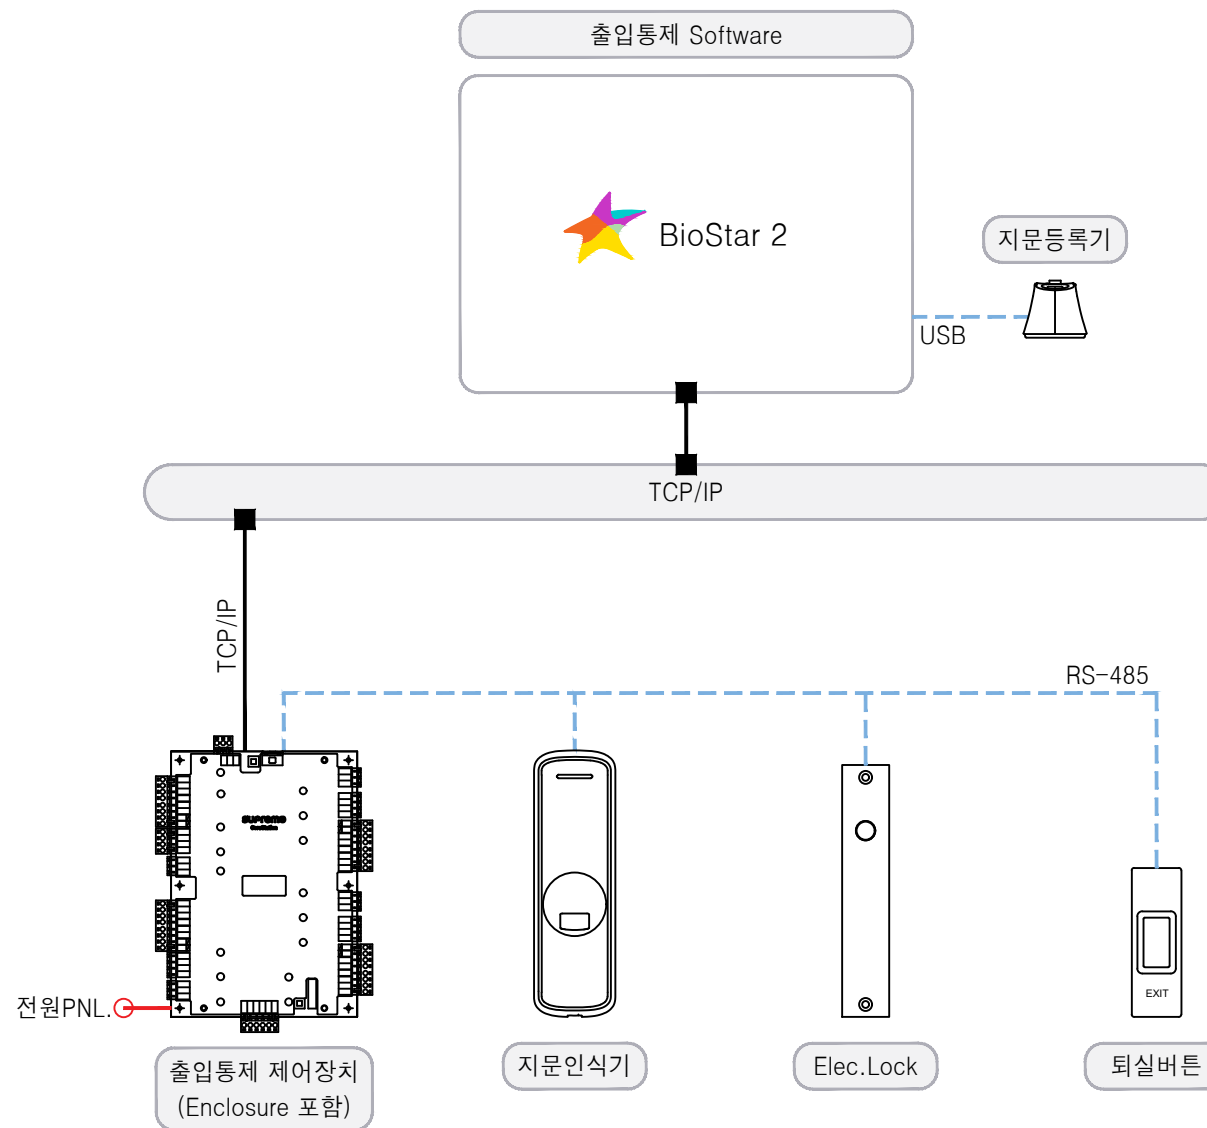 출입통제 Software
BioStar 2
지문등록기
USB
TCP/IP
TCP/IP
RS-485
suprema
CoreStation
EXIT
전원PNL.
출입통제 제어장치
(Enclosure 포함)
지문인식기
Elec.Lock
퇴실버튼